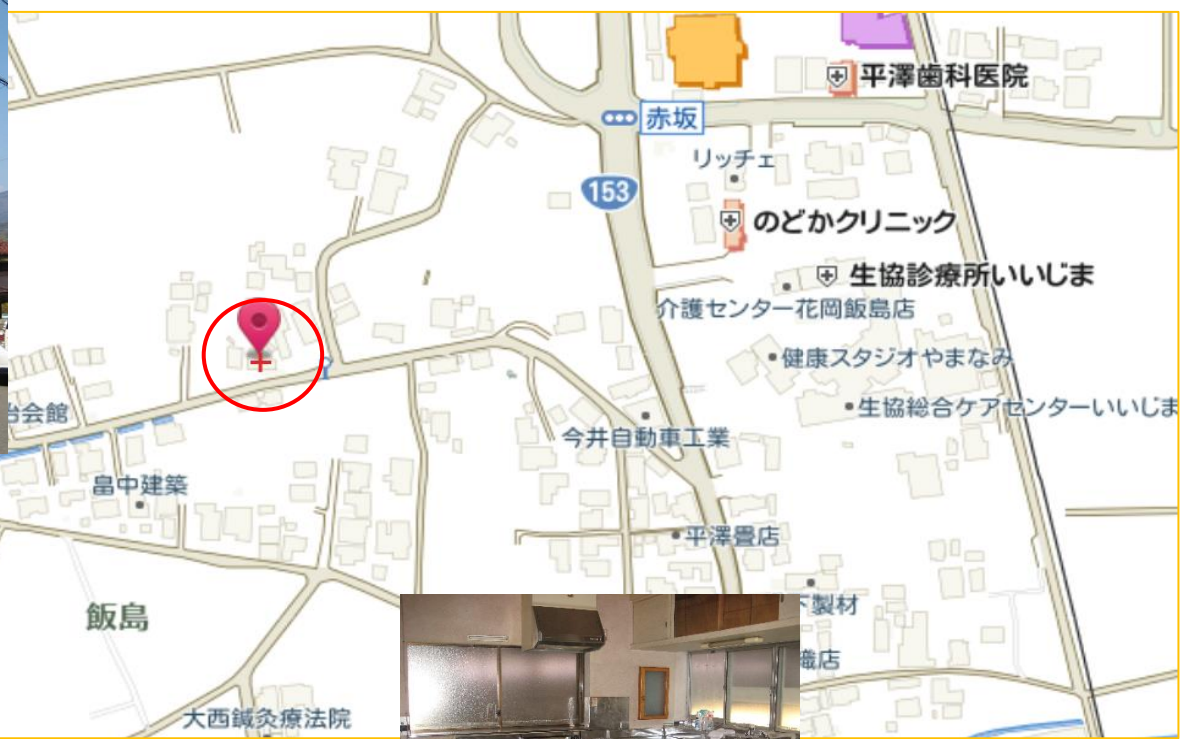 平澤歯科医院
赤坂
リッチェ
153
のどかクリニック
生協診療所いいじま
介護センター花岡飯島店
健康スタジオやまなみ
生協総合ケアセンターいいじま
会館
今井自動車工業
畠中建築
平澤畳店
製材
飯島
織店
大西鍼灸療法院